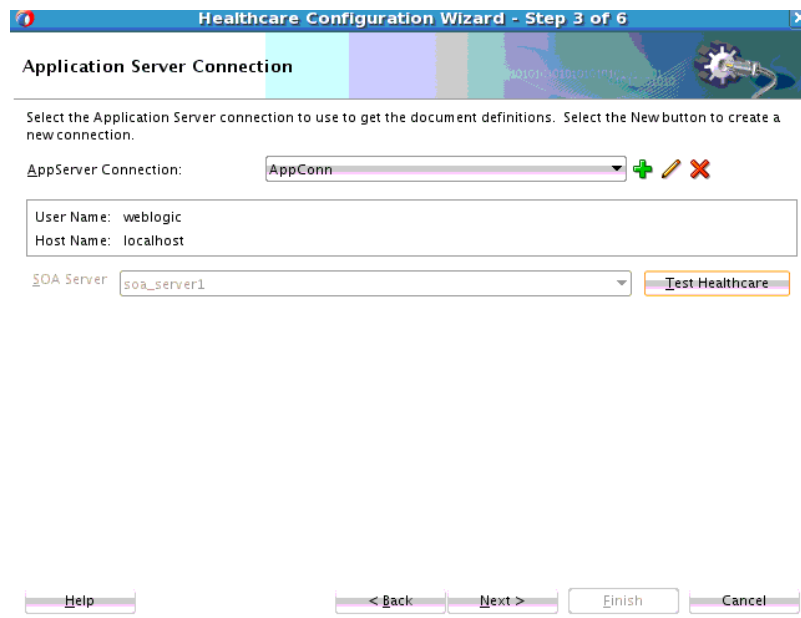 Healthcare Configuration Wizard - Step 3 of 6
Application Server Connection
Select the Application Server connection to use to get the document definitions. Select the New button to create a
new connection.
AppServer Connection: AppConn
User Name: weblogic
Host Name: localhost
SOA Server soa_server1 Test Healthcare
Help < Back Next > Finish Cancel